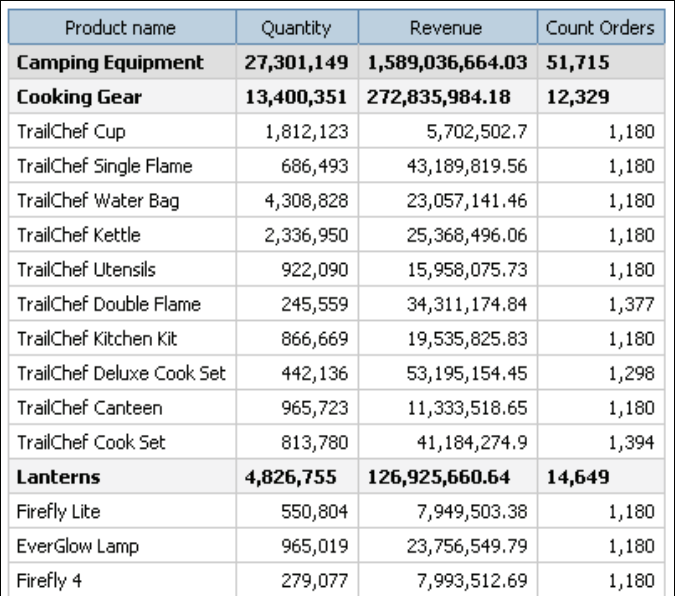 Product name Quantity Revenue Count Orders
Camping Equipment 27,301,149 1,589,036,664.03 51,715
Cooking Gear 13,400,351 272,835,984.18 12,329
TrailChef Cup 1,812,123 5,702,502.7 1,180
TrailChef Single Flame 686,493 43,189,819.56 1,180
TrailChef Water Bag 4,308,828 23,057,141.46 1,180
TrailChef Kettle 2,336,950 25,368,496.06 1,180
TrailChef Utensils 922,090 15,958,075.73 1,180
TrailChef Double Flame 245,559 34,311,174.84 1,377
TrailChef Kitchen Kit 866,669 19,535,825.83 1,180
TrailChef Deluxe Cook Set 442,136 53,195,154.45 1,298
TrailChef Canteen 965,723 11,333,518.65 1,180
TrailChef Cook Set 813,780 41,184,274.9 1,394
Lanterns 4,826,755 126,925,660.64 14,649
Firefly Lite 550,804 7,949,503.38 1,180
EverGlow Lamp 965,019 23,756,549.79 1,180
Firefly 4 279,077 7,993,512.69 1,180